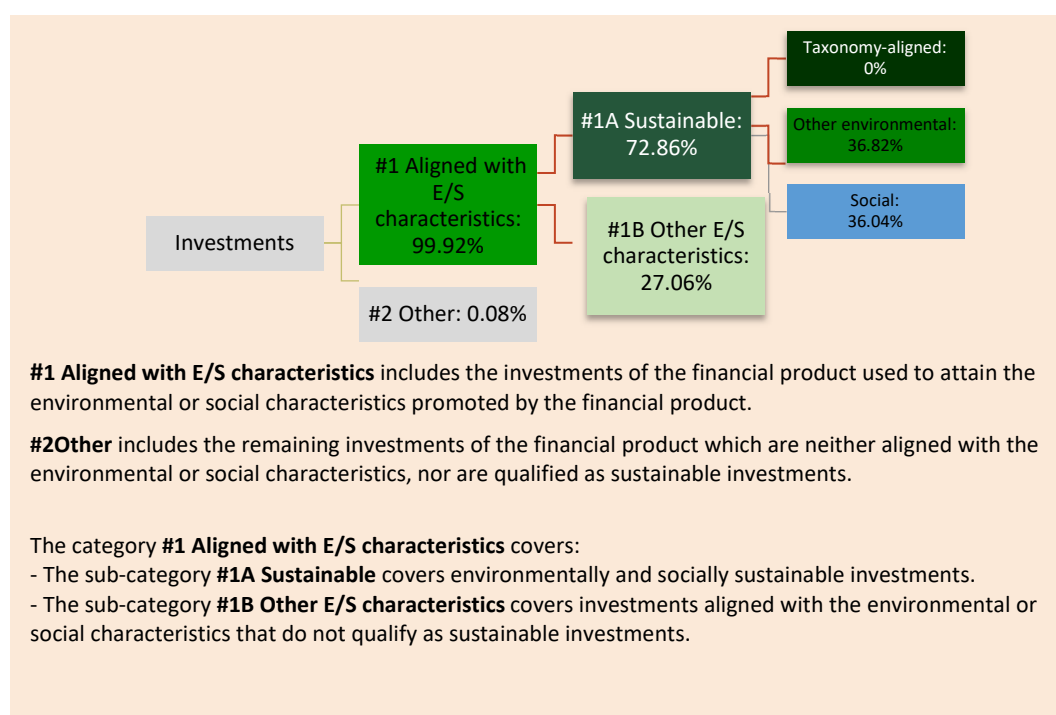 Taxonomy-aligned:
0%
#1A Sustainable:
72.86%
Other environmental:
36.82%
#1 Aligned with
E/S
characteristics:
99.92%
Social:
36.04%
Investments
#1B Other E/S
characteristics:
27.06%
#2 Other: 0.08%
#1 Aligned with E/S characteristics includes the investments of the financial product used to attain the
environmental or social characteristics promoted by the financial product.
#2Other includes the remaining investments of the financial product which are neither aligned with the
environmental or social characteristics, nor are qualified as sustainable investments.
The category #1 Aligned with E/S characteristics covers:
- The sub-category #1A Sustainable covers environmentally and socially sustainable investments.
- The sub-category #1B Other E/S characteristics covers investments aligned with the environmental or
social characteristics that do not qualify as sustainable investments.